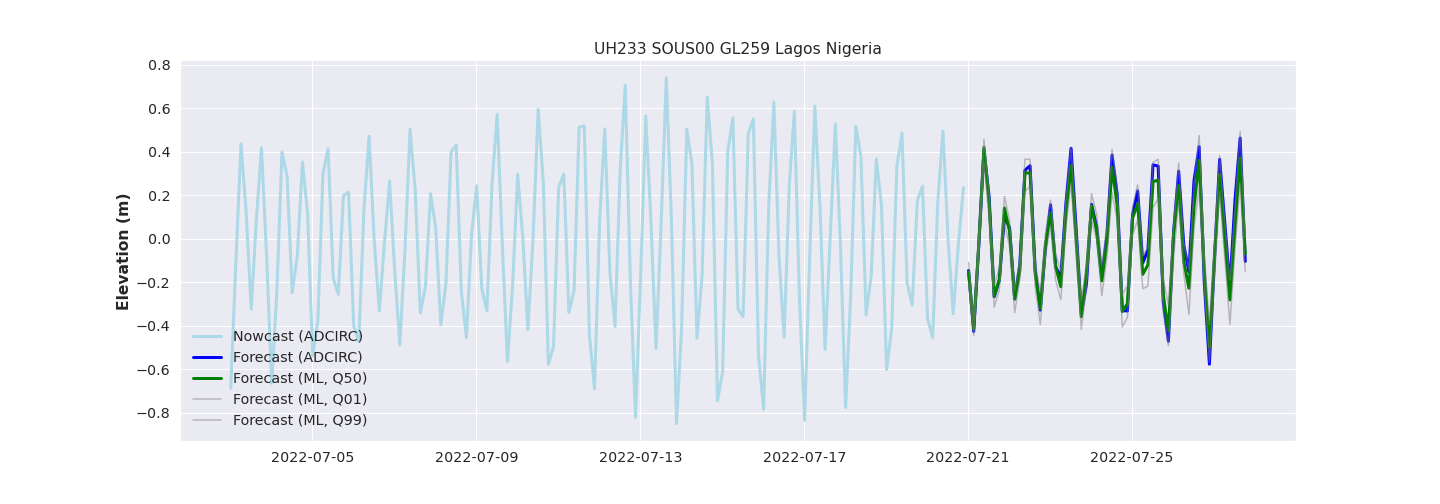 UH233 SOUS00 GL259 Lagos Nigeria
Elevation (m)
0.8
0.6
0.4
0.2
0.0
−0.2
−0.4
−0.6
−0.8
Nowcast (ADCIRC)
Forecast (ADCIRC)
Forecast (ML, Q50)
Forecast (ML, Q01)
Forecast (ML, Q99)
2022-07-05 2022-07-09 2022-07-13 2022-07-17 2022-07-21 2022-07-25